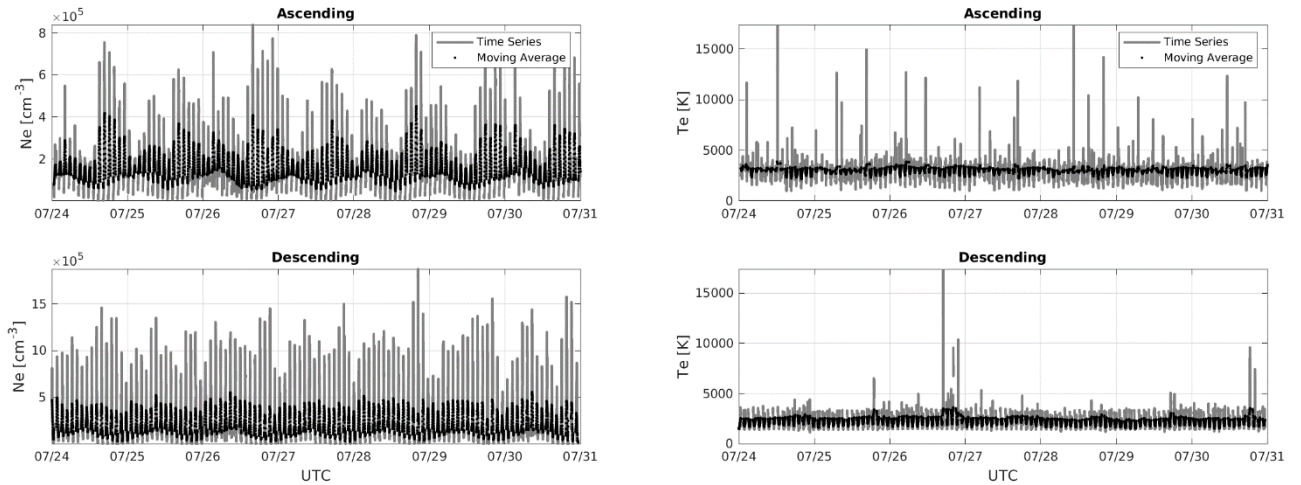 Ascending
×10⁵
Ne [cm⁻³]
8
6
4
2
Time Series
Moving Average
07/24 07/25 07/26 07/27 07/28 07/29 07/30 07/31
Ascending
Te [K]
15000
10000
5000
0
Time Series
Moving Average
07/24 07/25 07/26 07/27 07/28 07/29 07/30 07/31
Descending
×10⁵
Ne [cm⁻³]
15
10
5
07/24 07/25 07/26 07/27 07/28 07/29 07/30 07/31
UTC
Descending
Te [K]
15000
10000
5000
0
07/24 07/25 07/26 07/27 07/28 07/29 07/30 07/31
UTC